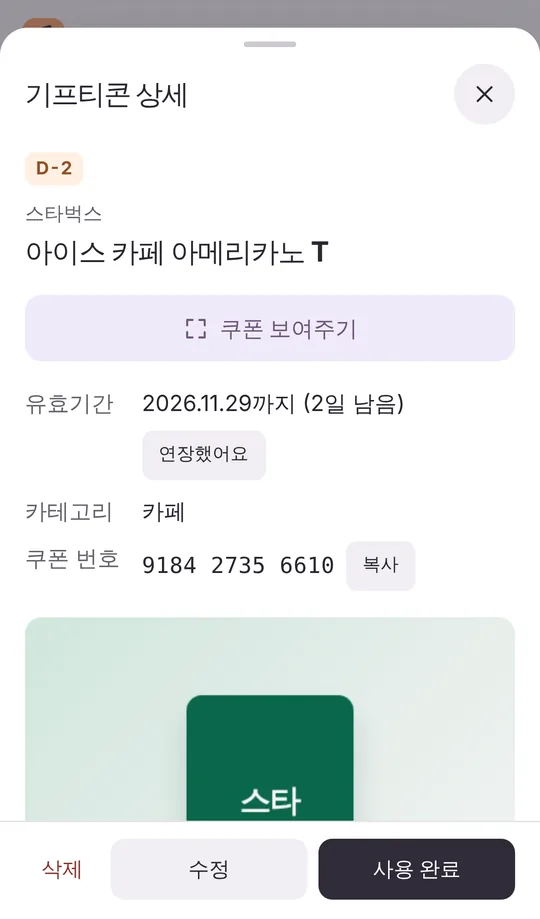 기프티콘 상세
D-2
스타벅스
아이스 카페 아메리카노 T
쿠폰 보여주기
유효기간 2026.11.29까지 (2일 남음)
연장했어요
카테고리 카페
쿠폰 번호 9184 2735 6610 복사
스타
삭제 수정 사용 완료